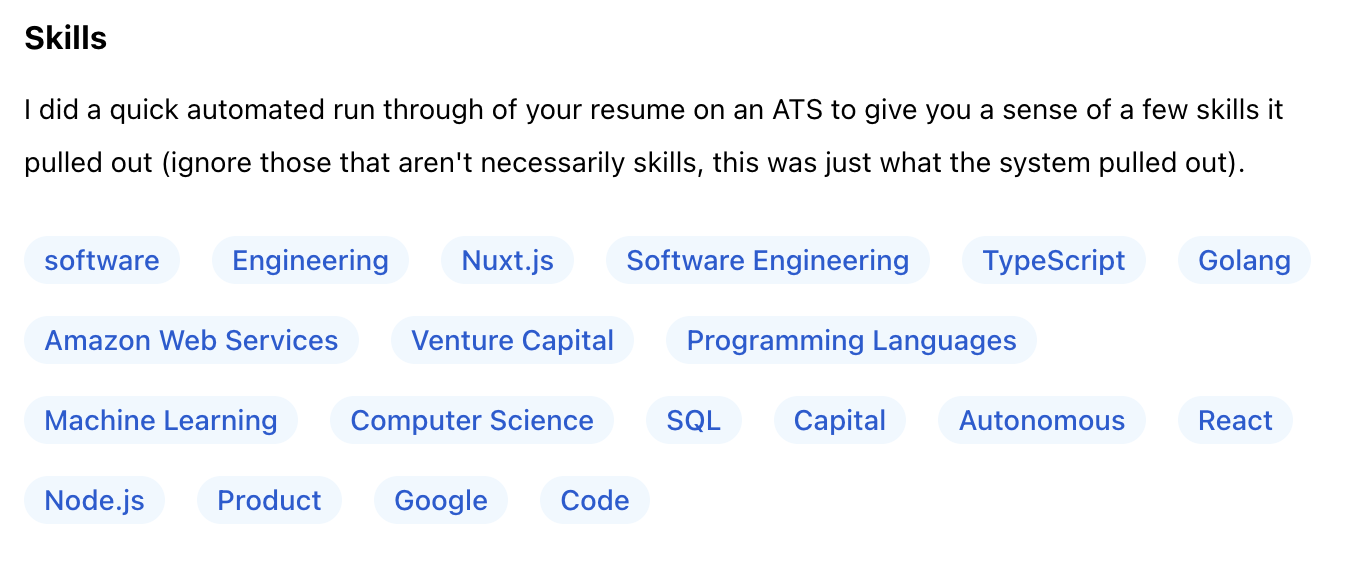 Skills
I did a quick automated run through of your resume on an ATS to give you a sense of a few skills it
pulled out (ignore those that aren't necessarily skills, this was just what the system pulled out).
software Engineering Nuxt.js Software Engineering TypeScript Golang
Amazon Web Services Venture Capital Programming Languages
Machine Learning Computer Science SQL Capital Autonomous React
Node.js Product Google Code